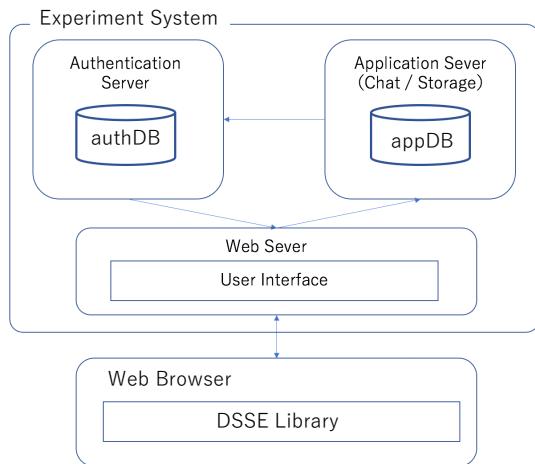 Experiment System
Authentication
Server
authDB
Application Sever
(Chat / Storage)
appDB
Web Sever
User Interface
Web Browser
DSSE Library